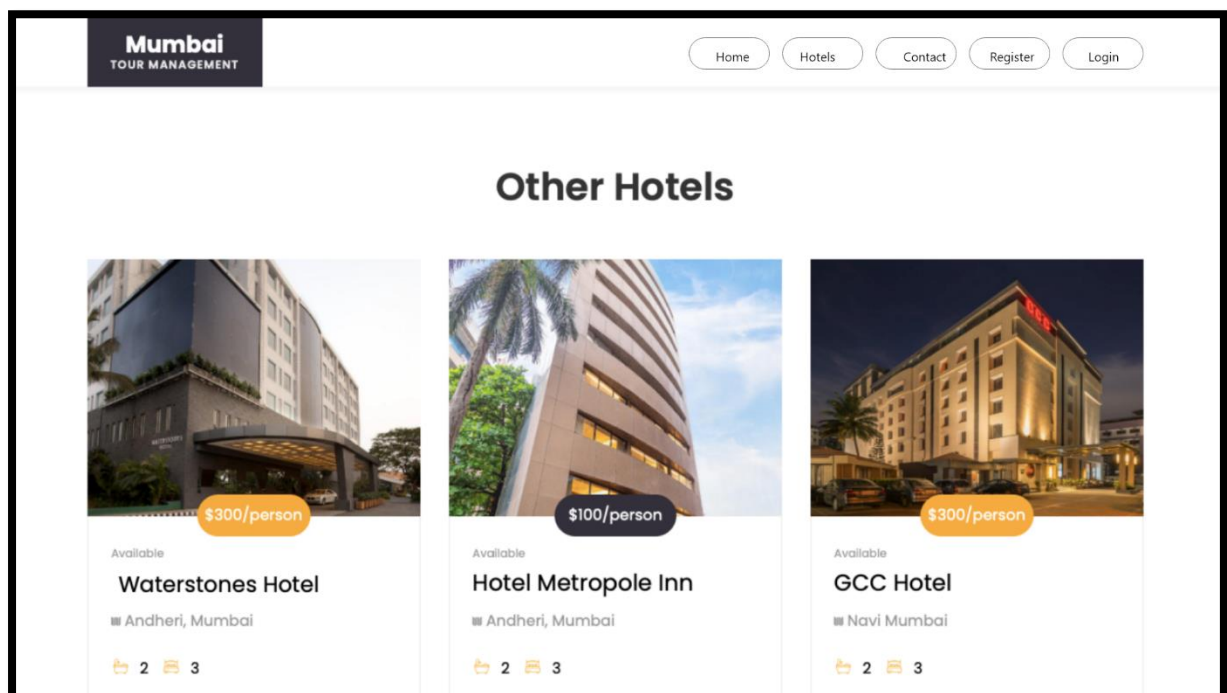 Mumbai
TOUR MANAGEMENT
Home Hotels Contact Register Login
Other Hotels
GCC
$300/person $100/person $300/person
Available Available Available
Waterstones Hotel Hotel Metropole Inn GCC Hotel
Andheri, Mumbai Andheri, Mumbai Navi Mumbai
2 3 2 3 2 3